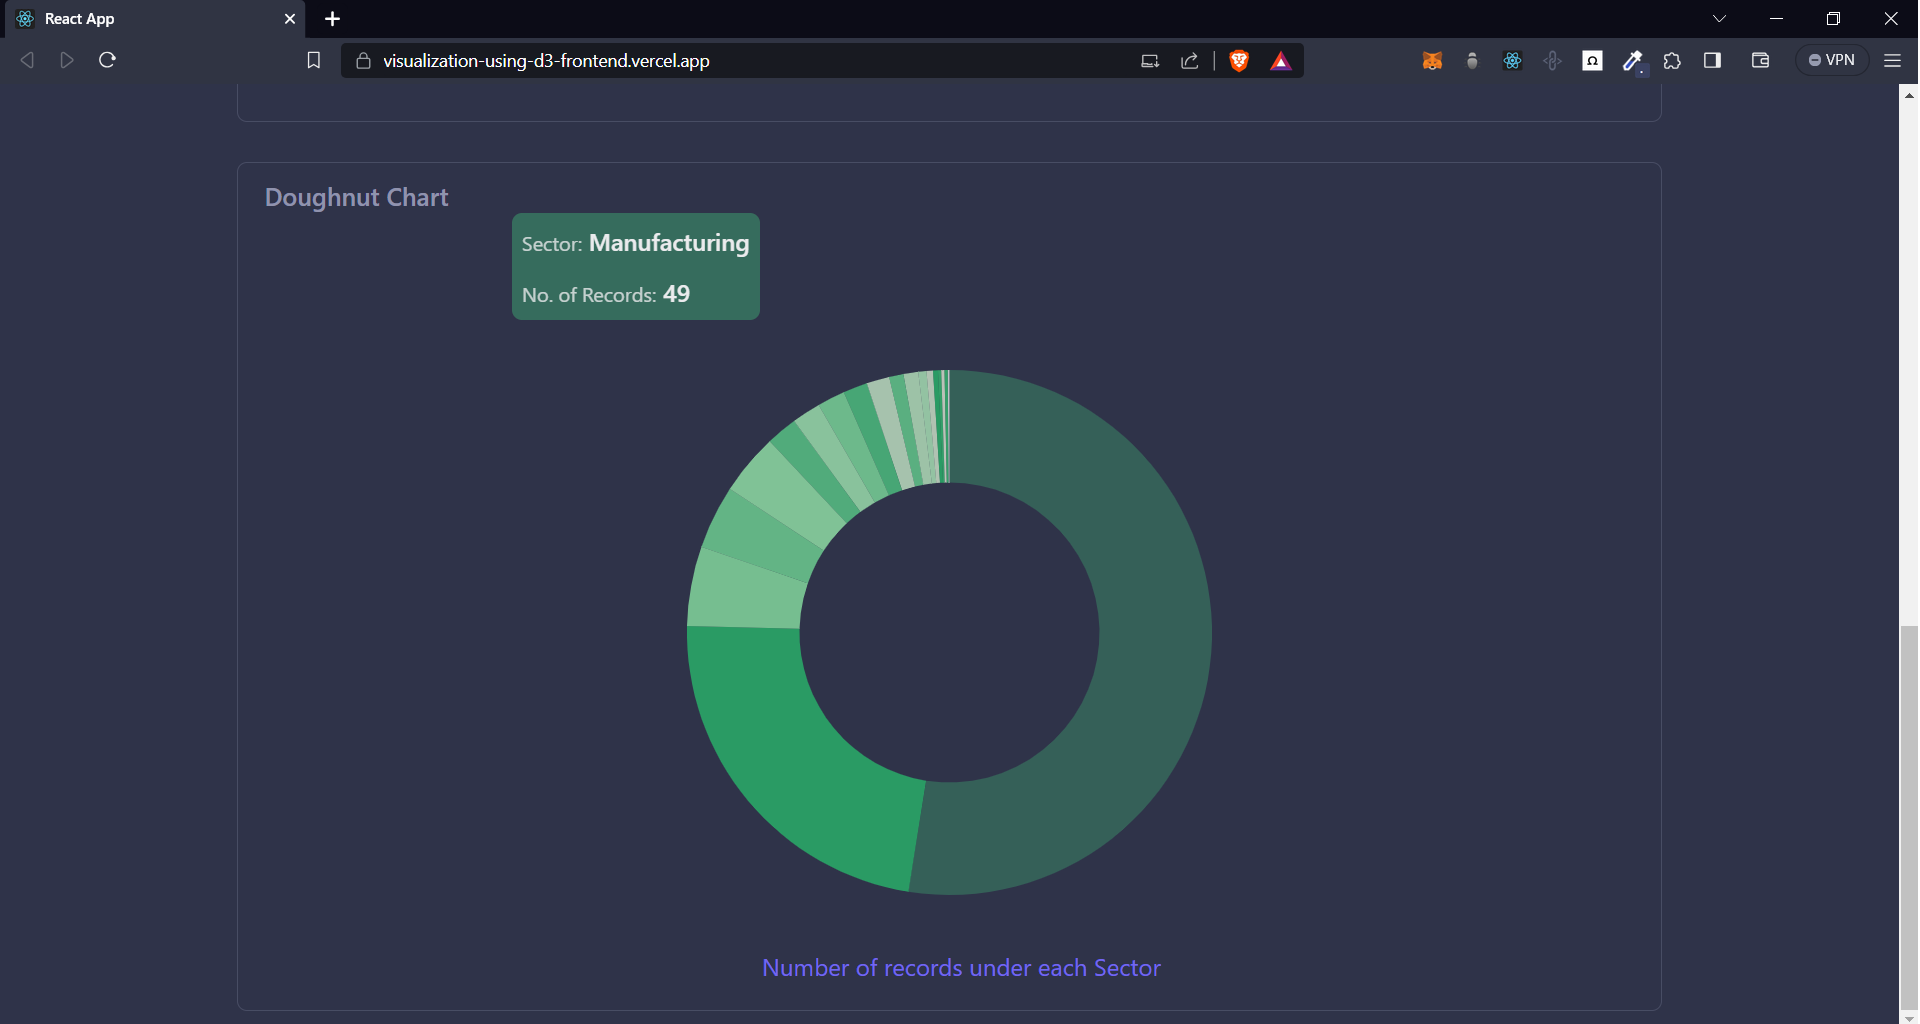 React App
visualization-using-d3-frontend.vercel.app
VPN
Doughnut Chart
Sector: Manufacturing
No. of Records: 49
Number of records under each Sector